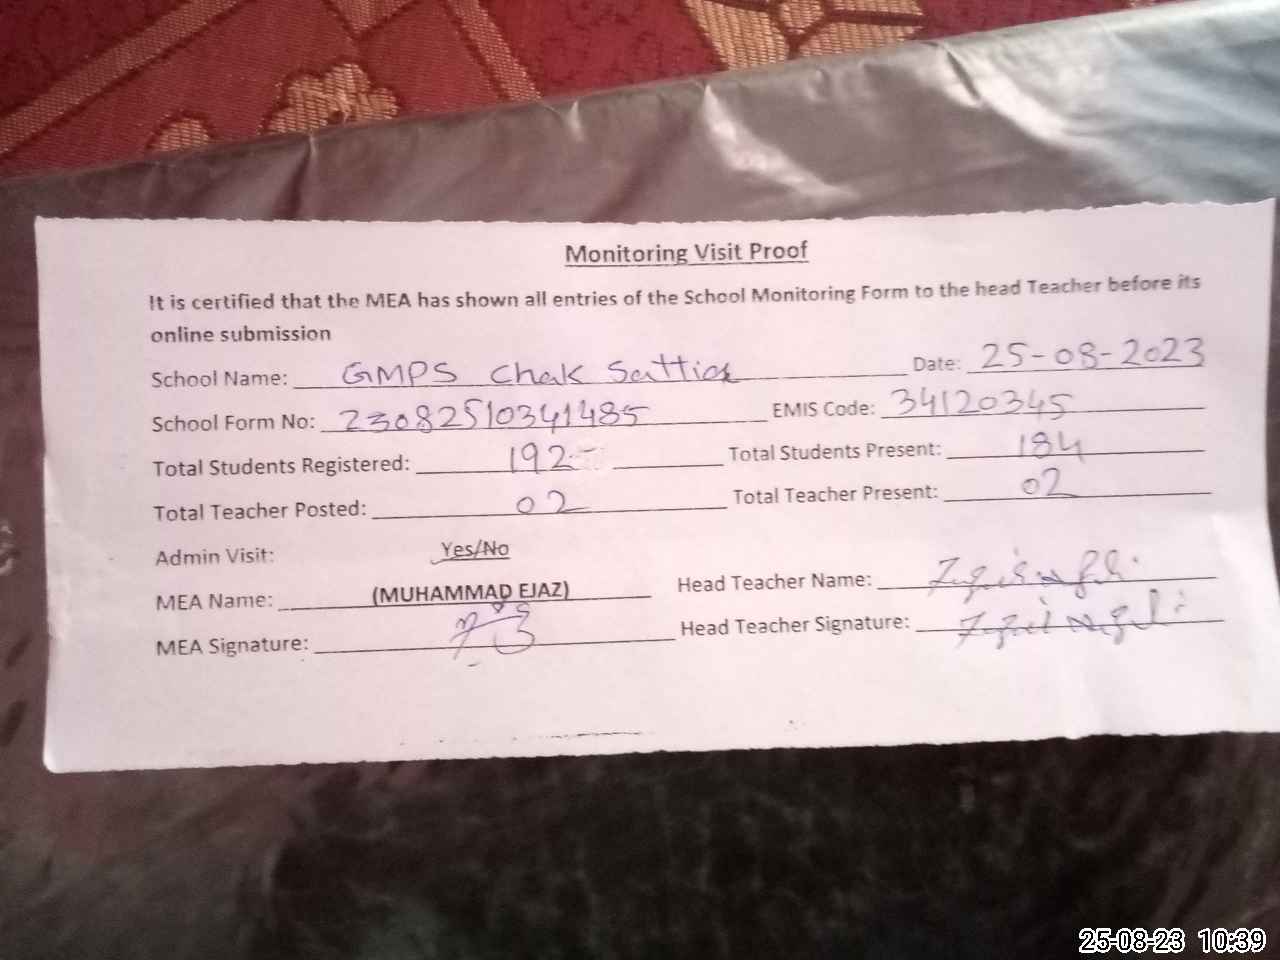 Monitoring Visit Proof
It is certified that the MEA has shown all entries of the School Monitoring Form to the head Teacher before its
online submission
School Name: GMPS Chak Sattia Date: 25-08-2023
School Form No: 23082510341485 EMIS Code: 34120345
Total Students Registered: 192 Total Students Present: 184
Total Teacher Posted: 02 Total Teacher Present: 02
Admin Visit: Yes/No
MEA Name: (MUHAMMAD EJAZ) Head Teacher Name:
MEA Signature: Head Teacher Signature:
25-08-23 10:39